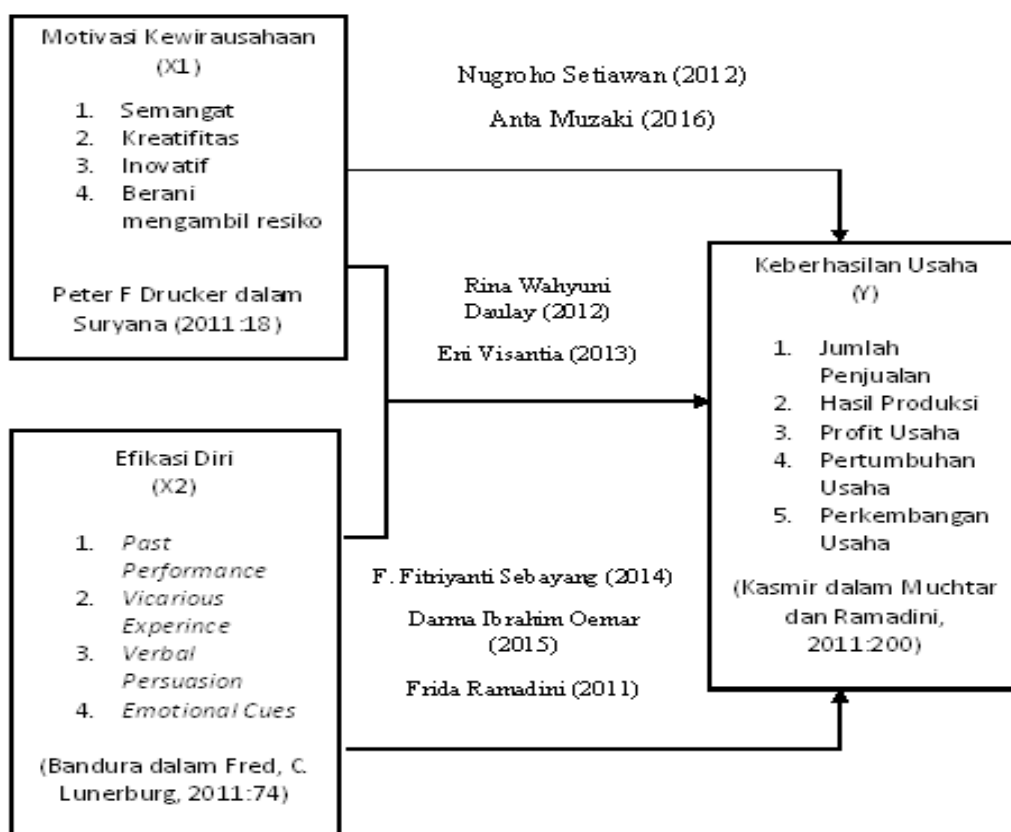 Motivasi Kewirausahaan
(X1)
1. Semangat
2. Kreatifitas
3. Inovatif
4. Berani
mengambil resiko
Peter F Drucker dalam
Suryana (2011:18)
Nugroho Setiawan (2012)
Anta Muzaki (2016)
Rina Wahyuni
Daulay (2012)
Eni Visantia (2013)
Efikasi Diri
(X2)
1. Past
Performance
2. Vicarious
Experince
3. Verbal
Persuasion
4. Emotional Cues
(Bandura dalam Fred, C.
Lunerburg, 2011:74)
F. Fitriyanti Sebayang (2014)
Darma Ibrahim Oemar
(2015)
Frida Ramadini (2011)
Keberhasilan Usaha
(Y)
1. Jumlah
Penjualan
2. Hasil Produksi
3. Profit Usaha
4. Pertumbuhan
Usaha
5. Perkembangan
Usaha
(Kasmir dalam Muchtar
dan Ramadini,
2011:200)